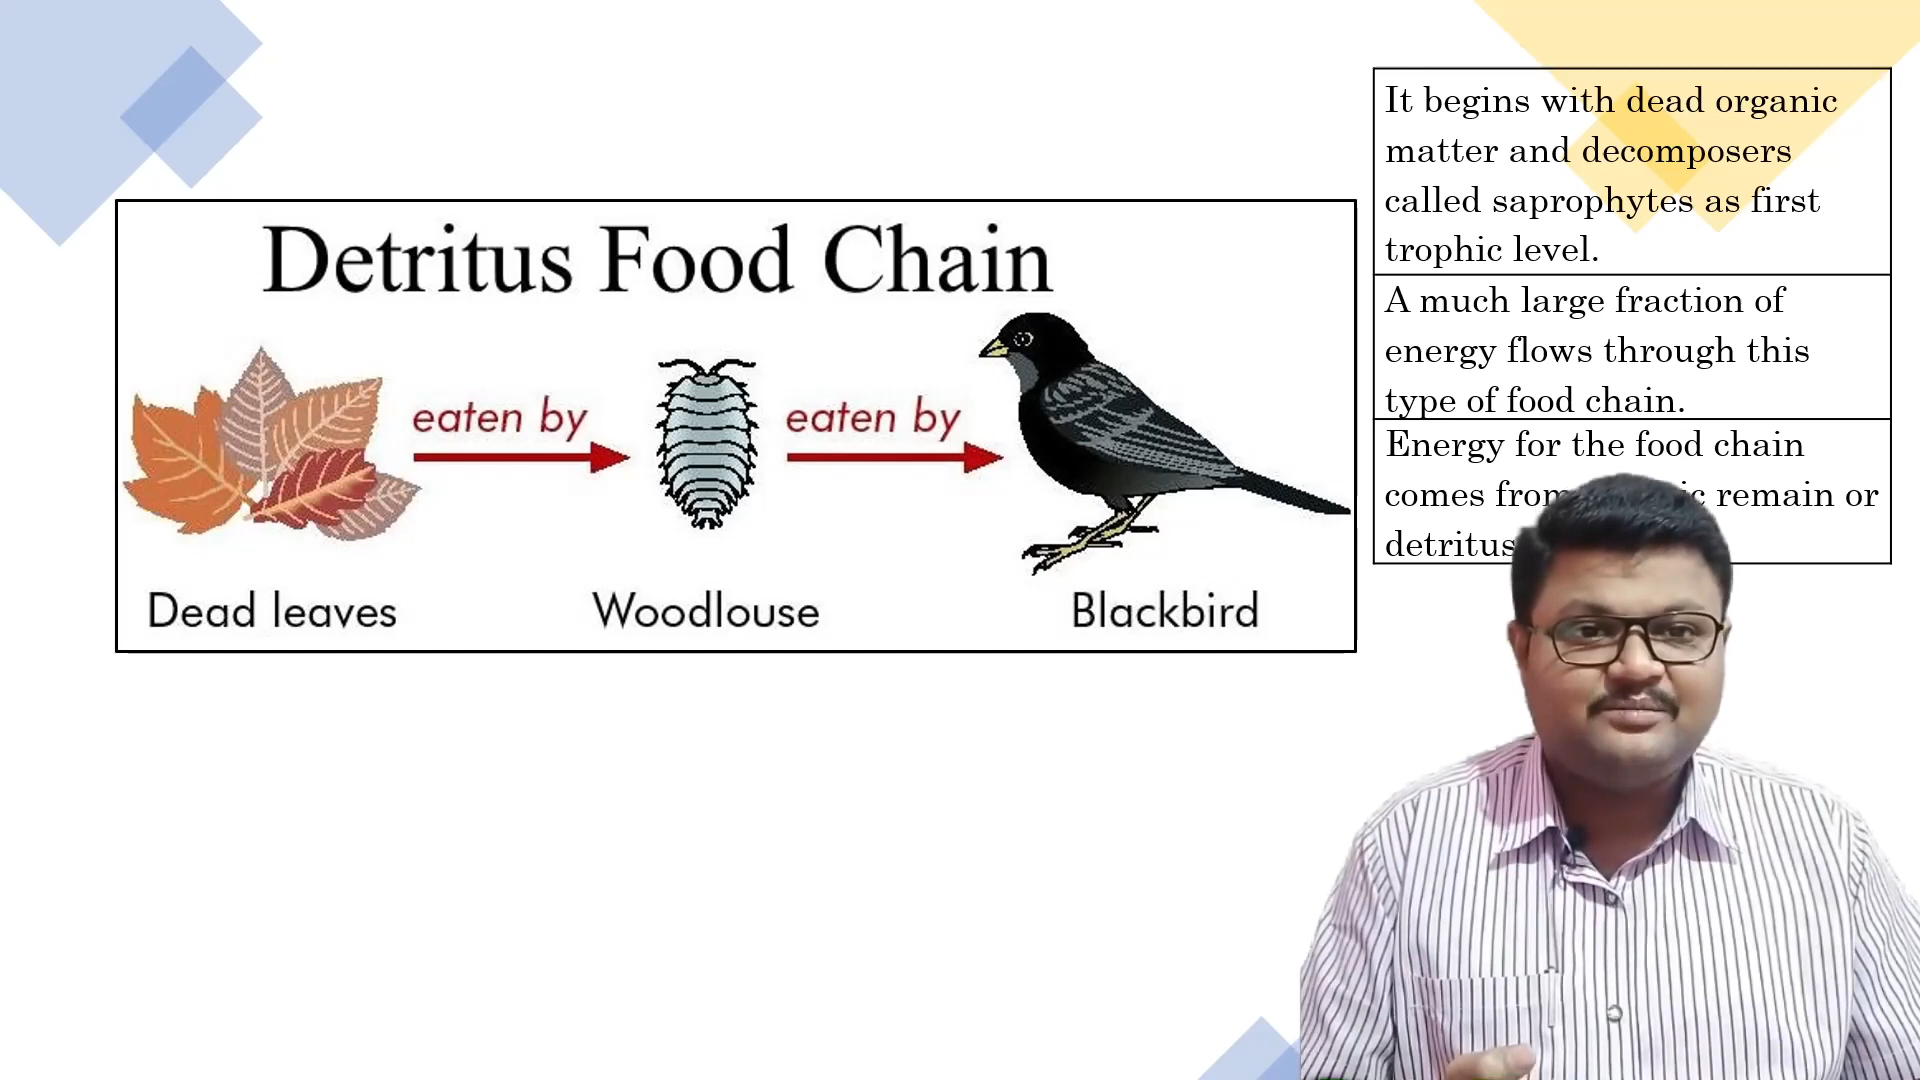 Detritus Food Chain
eaten by
eaten by
Dead leaves
Woodlouse
Blackbird
It begins with dead organic
matter and decomposers
called saprophytes as first
trophic level.
A much large fraction of
energy flows through this
type of food chain.
Energy for the food chain
comes from remain or
detritus